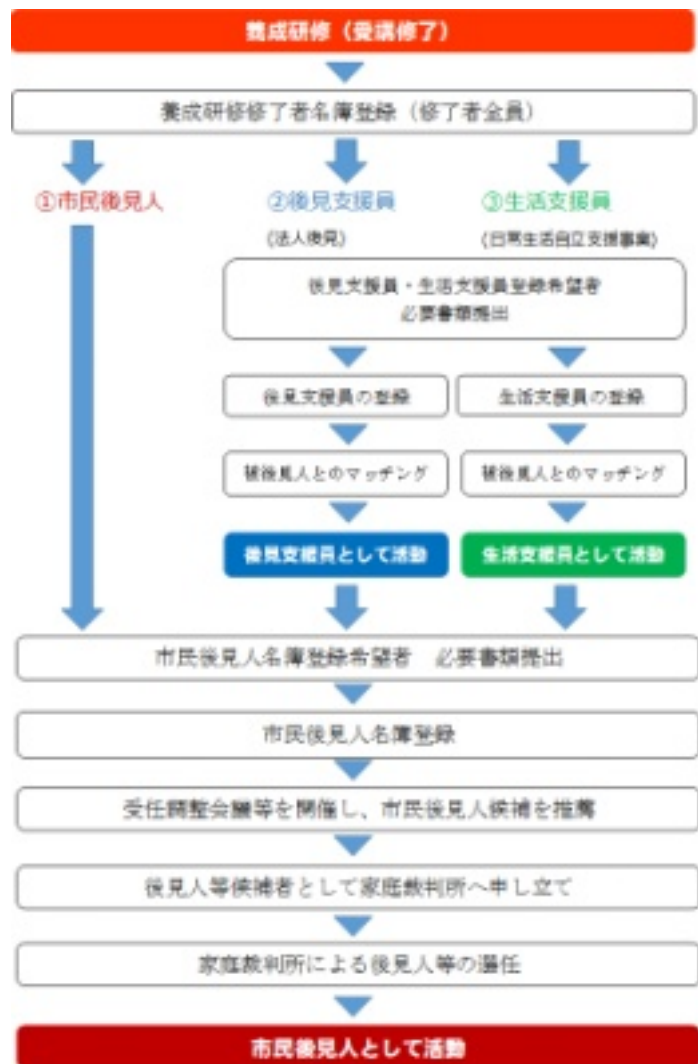 養成研修（受講修了）
養成研修修了者名簿登録（修了者全員）
①市民後見人
②後見支援員
③生活支援員
(法人後見)
(日常生活自立支援事業)
後見支援員・生活支援員登録希望者
必要書類提出
後見支援員の登録
生活支援員の登録
被後見人とのマッチング
被後見人とのマッチング
後見支援員として活動
生活支援員として活動
市民後見人名簿登録希望者　必要書類提出
市民後見人名簿登録
受任調整会議等を開催し、市民後見人候補を推薦
後見人等候補者として家庭裁判所へ申し立て
家庭裁判所による後見人等の選任
市民後見人として活動